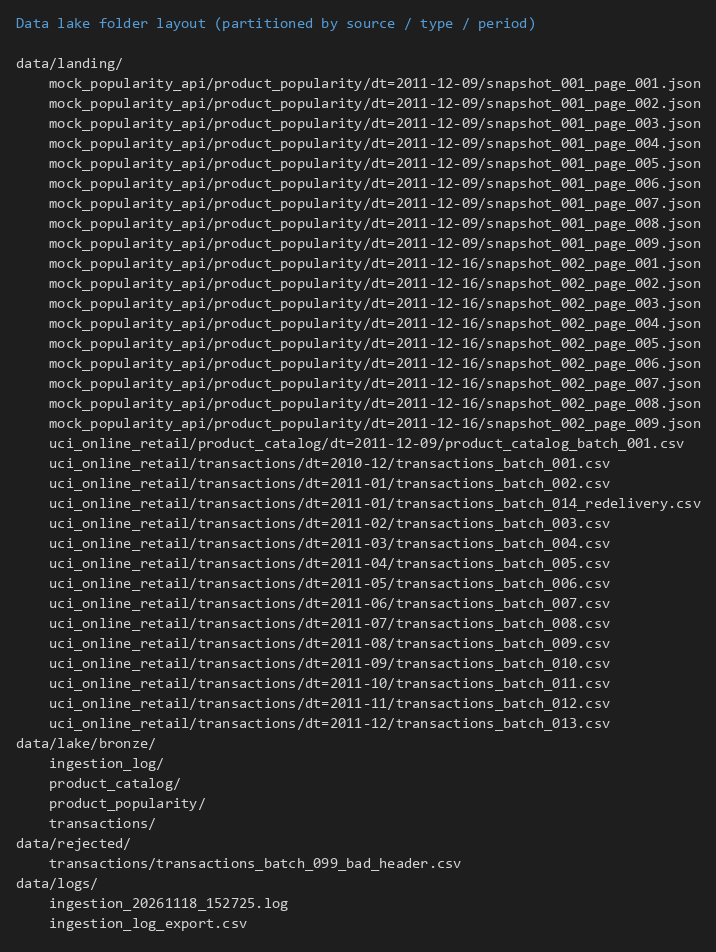 Data lake folder layout (partitioned by source / type / period)
data/landing/
mock_popularity_api/product_popularity/dt=2011-12-09/snapshot_001_page_001.json
mock_popularity_api/product_popularity/dt=2011-12-09/snapshot_001_page_002.json
mock_popularity_api/product_popularity/dt=2011-12-09/snapshot_001_page_003.json
mock_popularity_api/product_popularity/dt=2011-12-09/snapshot_001_page_004.json
mock_popularity_api/product_popularity/dt=2011-12-09/snapshot_001_page_005.json
mock_popularity_api/product_popularity/dt=2011-12-09/snapshot_001_page_006.json
mock_popularity_api/product_popularity/dt=2011-12-09/snapshot_001_page_007.json
mock_popularity_api/product_popularity/dt=2011-12-09/snapshot_001_page_008.json
mock_popularity_api/product_popularity/dt=2011-12-09/snapshot_001_page_009.json
mock_popularity_api/product_popularity/dt=2011-12-16/snapshot_002_page_001.json
mock_popularity_api/product_popularity/dt=2011-12-16/snapshot_002_page_002.json
mock_popularity_api/product_popularity/dt=2011-12-16/snapshot_002_page_003.json
mock_popularity_api/product_popularity/dt=2011-12-16/snapshot_002_page_004.json
mock_popularity_api/product_popularity/dt=2011-12-16/snapshot_002_page_005.json
mock_popularity_api/product_popularity/dt=2011-12-16/snapshot_002_page_006.json
mock_popularity_api/product_popularity/dt=2011-12-16/snapshot_002_page_007.json
mock_popularity_api/product_popularity/dt=2011-12-16/snapshot_002_page_008.json
mock_popularity_api/product_popularity/dt=2011-12-16/snapshot_002_page_009.json
uci_online_retail/product_catalog/dt=2011-12-09/product_catalog_batch_001.csv
uci_online_retail/transactions/dt=2010-12/transactions_batch_001.csv
uci_online_retail/transactions/dt=2011-01/transactions_batch_002.csv
uci_online_retail/transactions/dt=2011-01/transactions_batch_014_redelivery.csv
uci_online_retail/transactions/dt=2011-02/transactions_batch_003.csv
uci_online_retail/transactions/dt=2011-03/transactions_batch_004.csv
uci_online_retail/transactions/dt=2011-04/transactions_batch_005.csv
uci_online_retail/transactions/dt=2011-05/transactions_batch_006.csv
uci_online_retail/transactions/dt=2011-06/transactions_batch_007.csv
uci_online_retail/transactions/dt=2011-07/transactions_batch_008.csv
uci_online_retail/transactions/dt=2011-08/transactions_batch_009.csv
uci_online_retail/transactions/dt=2011-09/transactions_batch_010.csv
uci_online_retail/transactions/dt=2011-10/transactions_batch_011.csv
uci_online_retail/transactions/dt=2011-11/transactions_batch_012.csv
uci_online_retail/transactions/dt=2011-12/transactions_batch_013.csv
data/lake/bronze/
ingestion_log/
product_catalog/
product_popularity/
transactions/
data/rejected/
transactions/transactions_batch_099_bad_header.csv
data/logs/
ingestion_20261118_152725.log
ingestion_log_export.csv